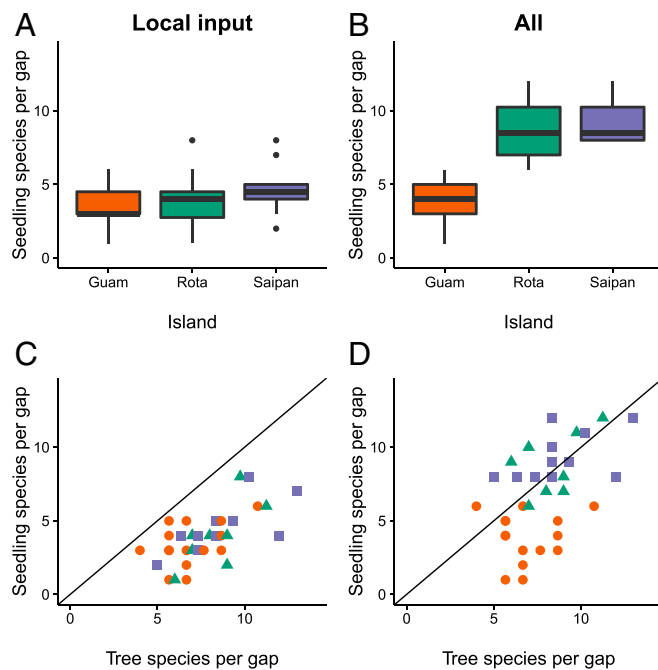 A
Local input
Seedling species per gap
10
5
0
Guam
Rota
Saipan
Island
B
All
Seedling species per gap
10
5
0
Guam
Rota
Saipan
Island
C
Seedling species per gap
10
5
0
5
10
Tree species per gap
D
Seedling species per gap
10
5
0
5
10
Tree species per gap